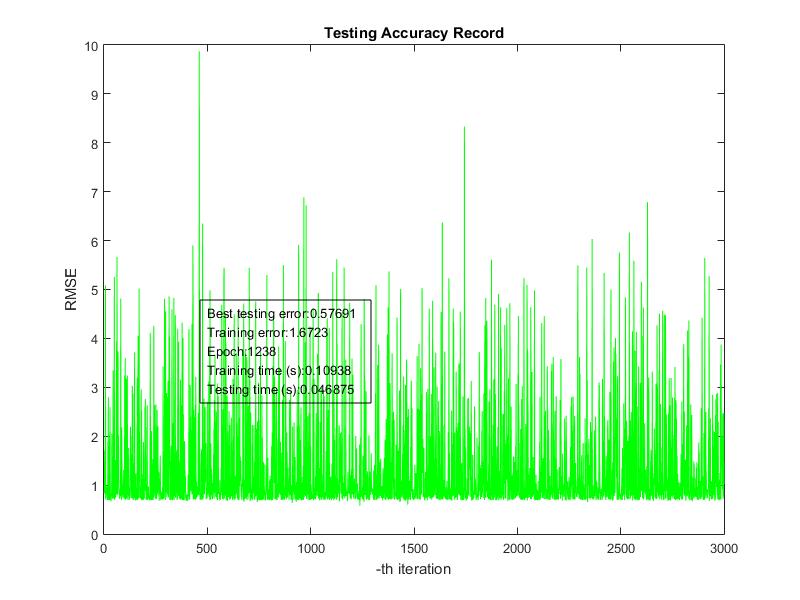 Testing Accuracy Record
10
9
8
7
6
5
4
3
2
1
0
RMSE
Best testing error:0.57691
Training error:1.6723
Epoch:1238
Training time (s):0.10938
Testing time (s):0.046875
0 500 1000 1500 2000 2500 3000
-th iteration